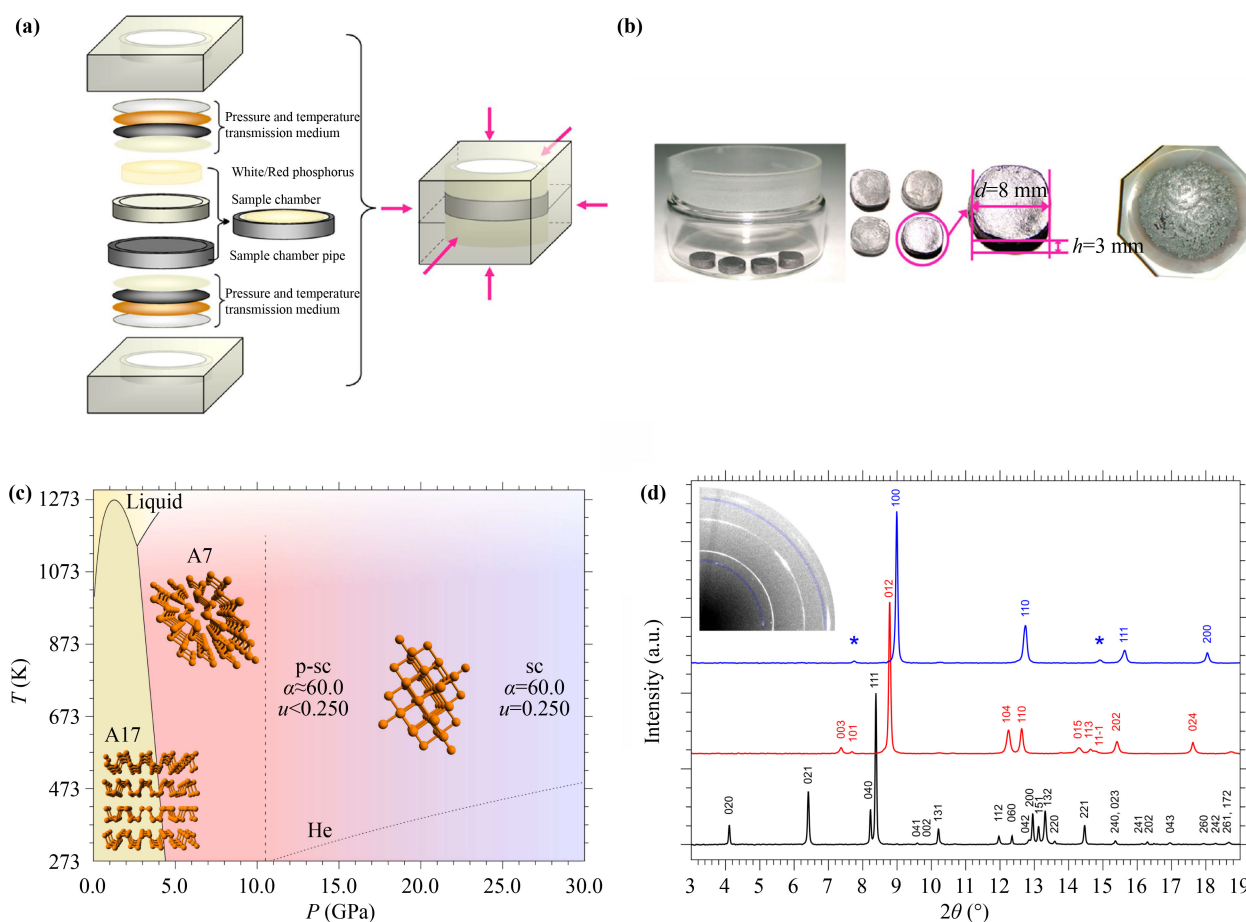 (a)
Pressure and temperature
transmission medium
White/Red phosphorus
Sample chamber
Sample chamber pipe
Pressure and temperature
transmission medium
(b)
d=8 mm
h=3 mm
(c)
T (K)
1273
1073
873
673
473
273
Liquid
A7
A17
p-sc
α≈60.0
u<0.250
sc
α=60.0
u=0.250
He
0.0 5.0 10.0 15.0 20.0 25.0 30.0
P (GPa)
(d)
Intensity (a.u.)
*
100
110
*
111
200
003
101
012
104
110
015
113
11-1
202
024
020
021
040
111
041
002
131
112
060
042
200
151
132
220
221
240, 023
241
202
043
260
242
261, 172
3 4 5 6 7 8 9 10 11 12 13 14 15 16 17 18 19
2θ (°)